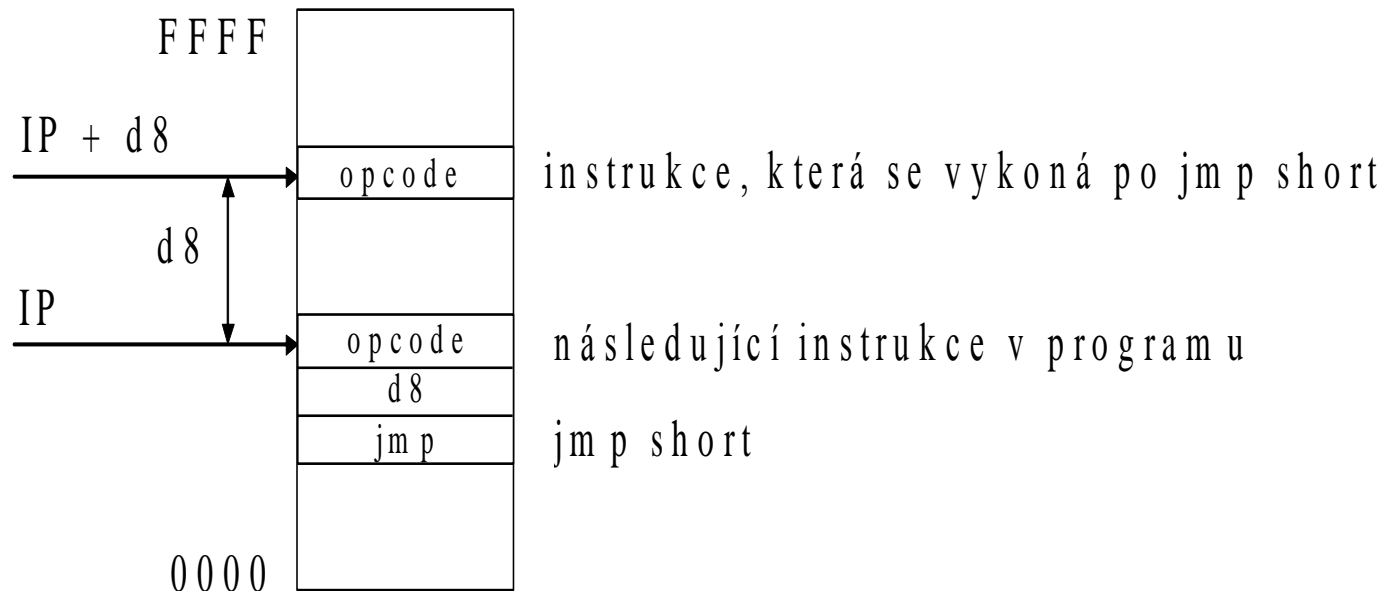 FFFF
IP + d8
opcode instrukce, která se vykoná po jmp short
d8
IP
opcode následující instrukce v programu
d8
jmp jmp short
0000